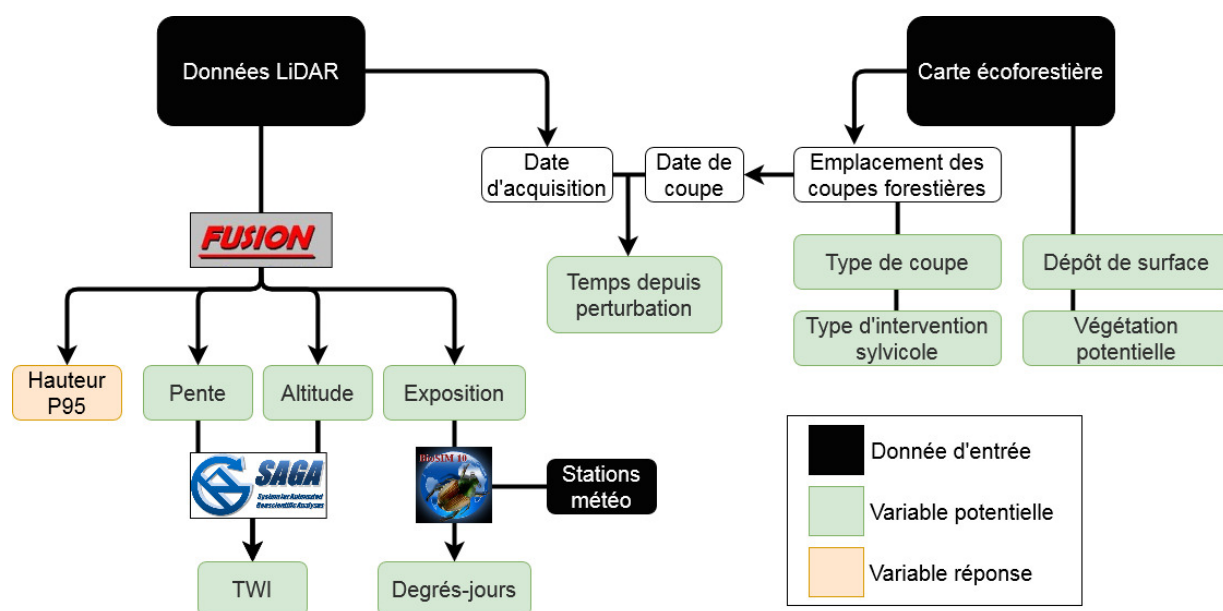 Données LiDAR
Carte écoforestière
Date
d'acquisition
Date de
coupe
Emplacement des
coupes forestières
FUSION
Temps depuis
perturbation
Type de coupe
Dépôt de surface
Type d'intervention
sylvicole
Végétation
potentielle
Hauteur
P95
Pente
Altitude
Exposition
SAGA
System for Automated
Geoscientific Analyses
BioSIM 10
Stations
météo
TWI
Degrés-jours
Donnée d'entrée
Variable potentielle
Variable réponse